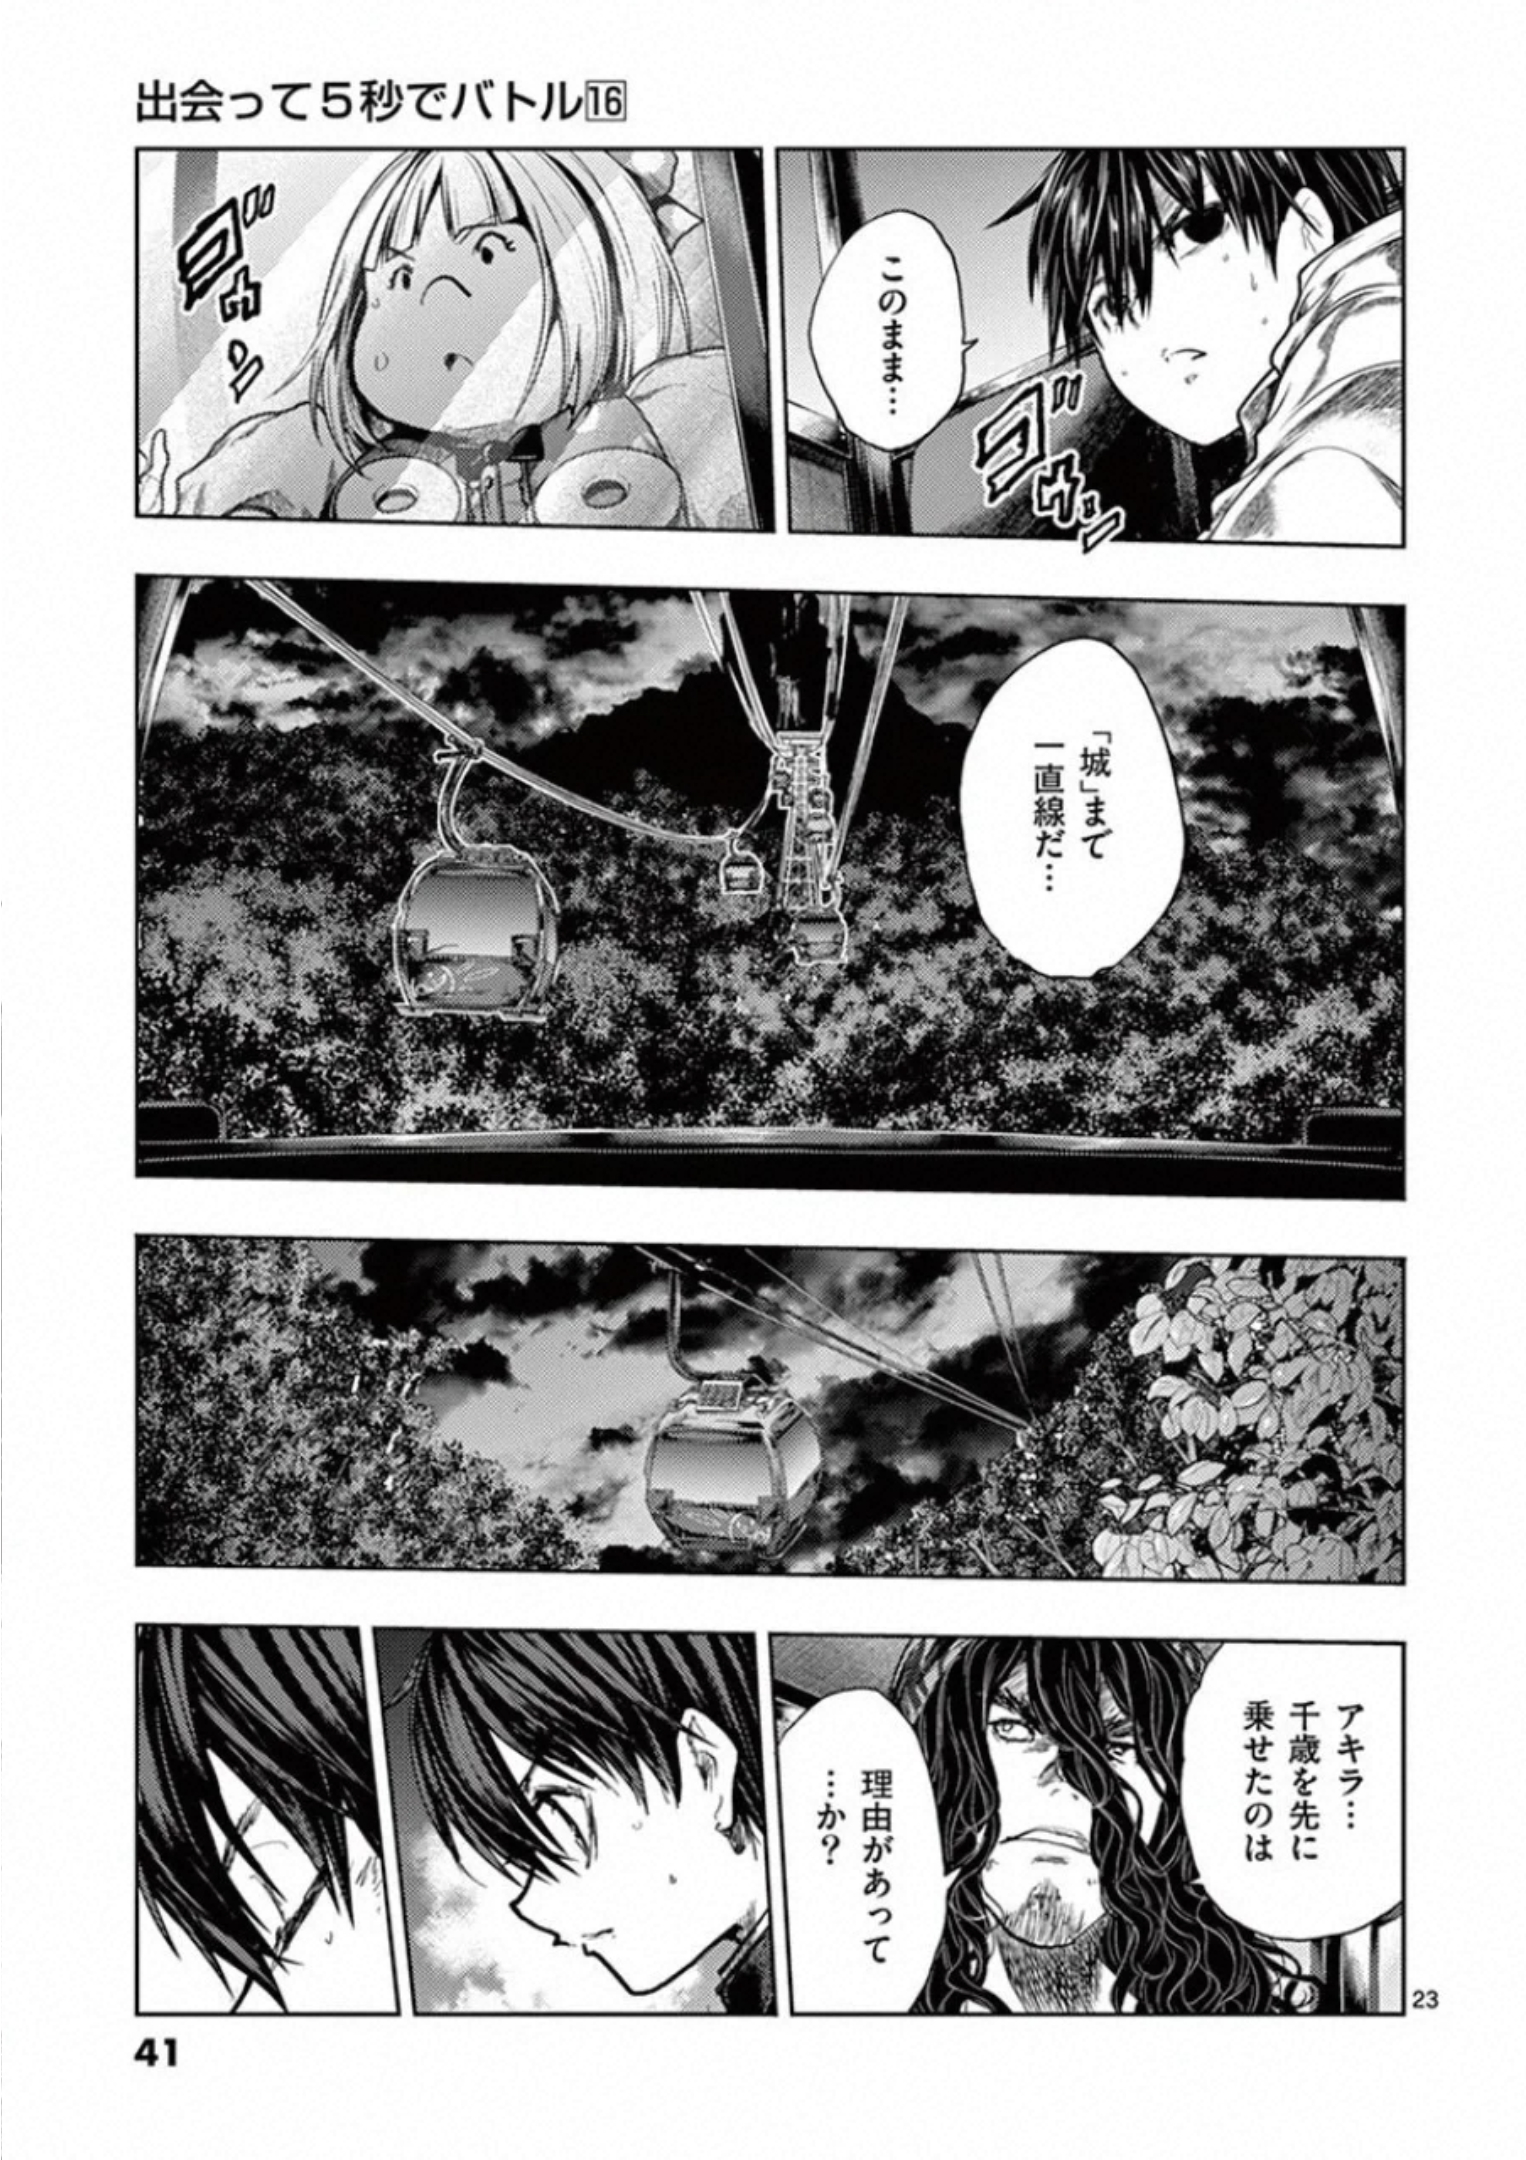 出会って5秒でバトル16
このまま…
ゴゥン
ゴゥン
「城」まで
一直線だ…
アキラ…
千歳を先に
乗せたのは
理由があって
…か?
23
41